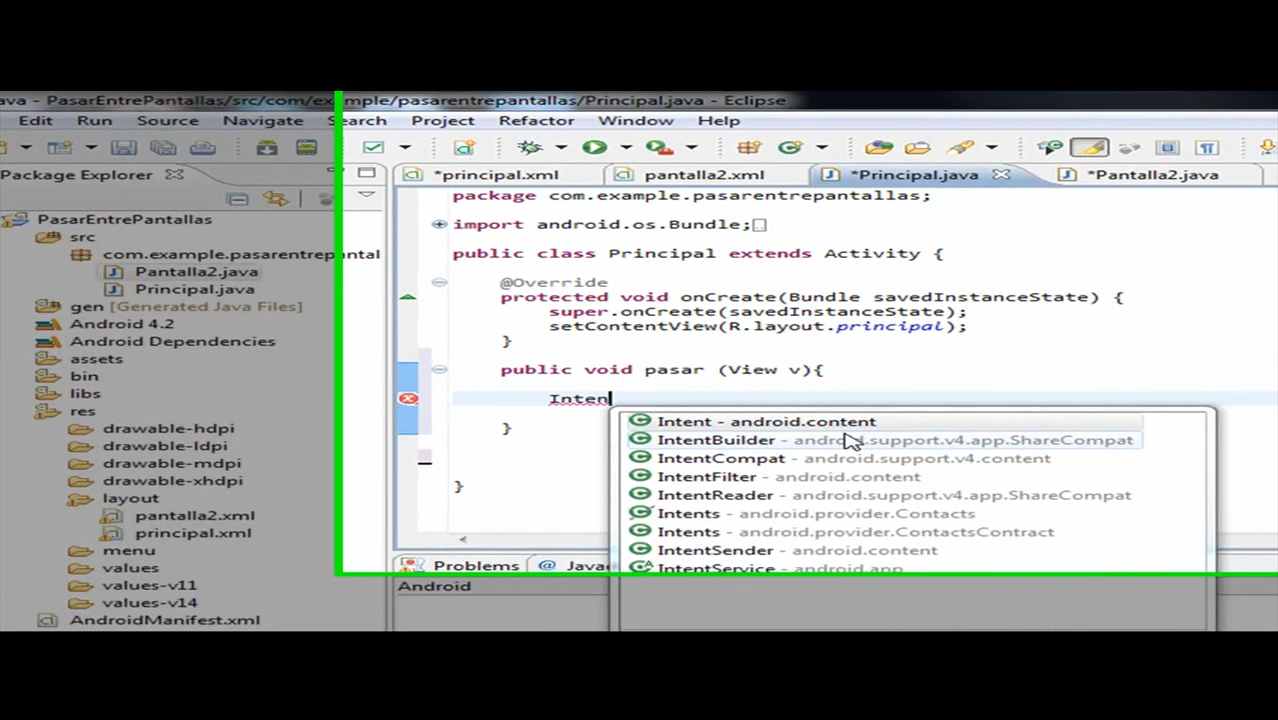 ava - PasarEntrePantallas/src/com/example/pasarentrepantallas/Principal.java - Eclipse
Edit Run Source Navigate Search Project Refactor Window Help
Package Explorer
*principal.xml pantalla2.xml *Principal.java *Pantalla2.java
PasarEntrePantallas
src
com.example.pasarentrepantal
Pantalla2.java
Principal.java
gen [Generated Java Files]
Android 4.2
Android Dependencies
assets
bin
libs
res
drawable-hdpi
drawable-ldpi
drawable-mdpi
drawable-xhdpi
layout
pantalla2.xml
principal.xml
menu
values
values-v11
values-v14
AndroidManifest.xml
package com.example.pasarentrepantallas;
import android.os.Bundle;
public class Principal extends Activity {
@Override
protected void onCreate(Bundle savedInstanceState) {
super.onCreate(savedInstanceState);
setContentView(R.layout.principal);
}
public void pasar (View v){
Inten
}
}
Intent - android.content
IntentBuilder - android.support.v4.app.ShareCompat
IntentCompat - android.support.v4.content
IntentFilter - android.content
IntentReader - android.support.v4.app.ShareCompat
Intents - android.provider.Contacts
Intents - android.provider.ContactsContract
IntentSender - android.content
IntentService - android.app
Problems @ Javad
Android